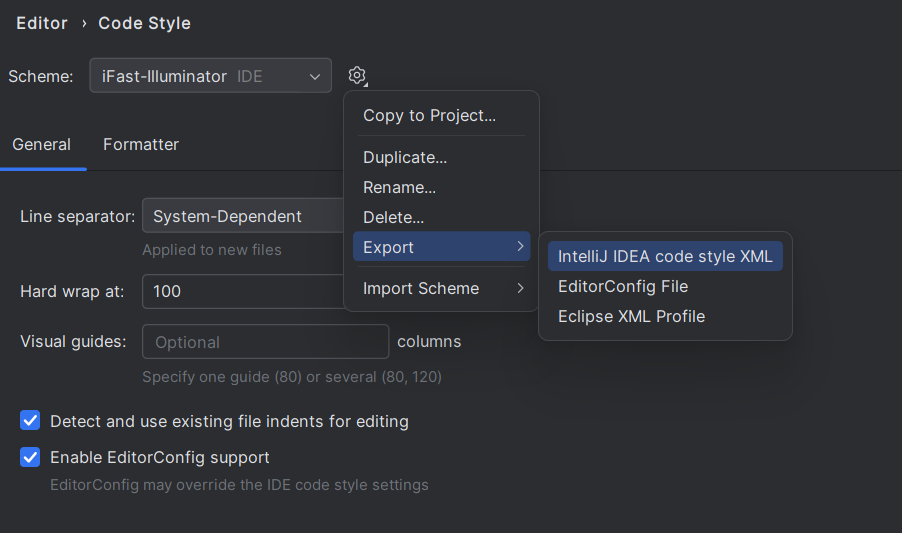 Editor › Code Style
Scheme: iFast-Illuminator IDE
Copy to Project...
General Formatter
Duplicate...
Rename...
Line separator: System-Dependent
Delete...
Applied to new files
Export
IntelliJ IDEA code style XML
Hard wrap at: 100
Import Scheme
EditorConfig File
Eclipse XML Profile
Visual guides: Optional columns
Specify one guide (80) or several (80, 120)
Detect and use existing file indents for editing
Enable EditorConfig support
EditorConfig may override the IDE code style settings